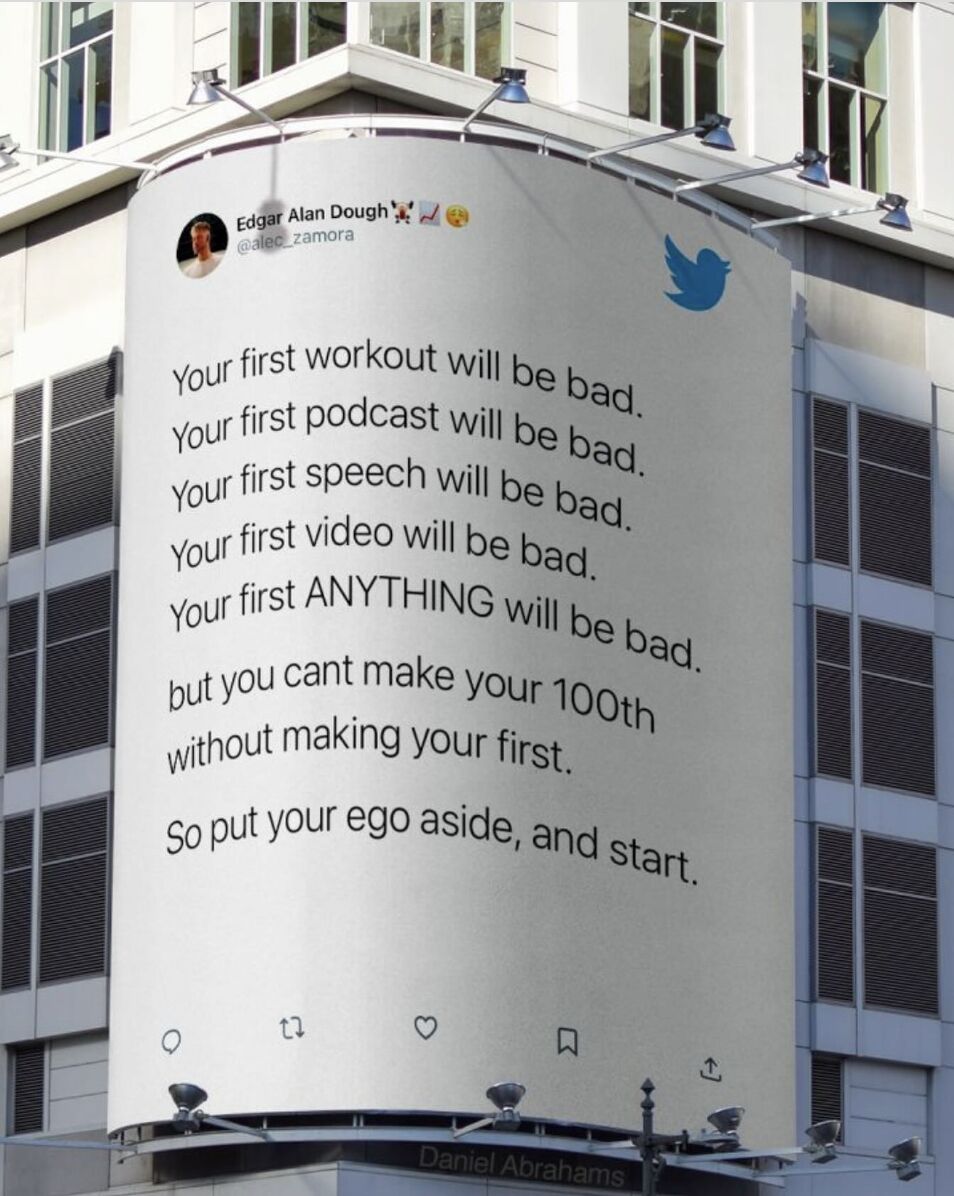 Edgar Alan Dough
@alec_zamora
Your first workout will be bad.
Your first podcast will be bad.
Your first speech will be bad.
Your first video will be bad.
Your first ANYTHING will be bad.
but you cant make your 100th
without making your first.
So put your ego aside, and start.
Daniel Abrahams